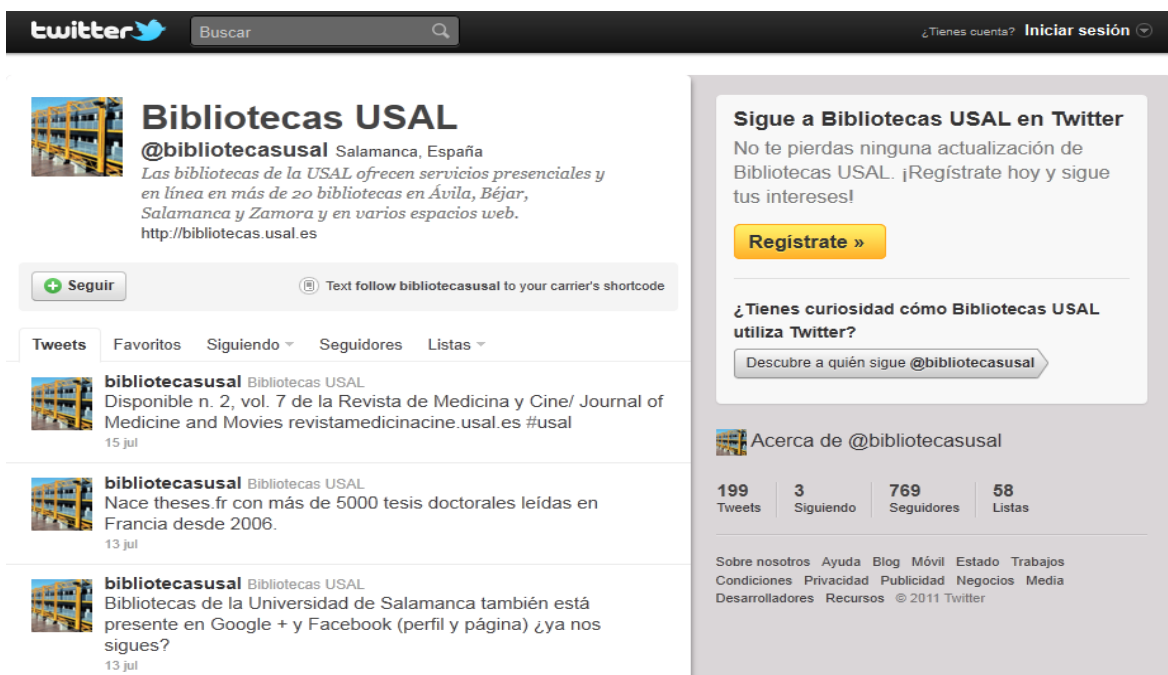 twitter
Buscar
¿Tienes cuenta? Iniciar sesión
Bibliotecas USAL
@bibliotecasusal Salamanca, España
Las bibliotecas de la USAL ofrecen servicios presenciales y
en línea en más de 20 bibliotecas en Ávila, Béjar,
Salamanca y Zamora y en varios espacios web.
http://bibliotecas.usal.es
Seguir
Text follow bibliotecasusal to your carrier's shortcode
Tweets Favoritos Siguiendo Seguidores Listas
bibliotecasusal Bibliotecas USAL
Disponible n. 2, vol. 7 de la Revista de Medicina y Cine/ Journal of
Medicine and Movies revistamedicinacine.usal.es #usal
15 jul
bibliotecasusal Bibliotecas USAL
Nace theses.fr con más de 5000 tesis doctorales leídas en
Francia desde 2006.
13 jul
bibliotecasusal Bibliotecas USAL
Bibliotecas de la Universidad de Salamanca también está
presente en Google + y Facebook (perfil y página) ¿ya nos
sigues?
13 jul
Sigue a Bibliotecas USAL en Twitter
No te pierdas ninguna actualización de
Bibliotecas USAL. ¡Regístrate hoy y sigue
tus intereses!
Regístrate »
¿Tienes curiosidad cómo Bibliotecas USAL
utiliza Twitter?
Descubre a quién sigue @bibliotecasusal
Acerca de @bibliotecasusal
199 3 769 58
Tweets Siguiendo Seguidores Listas
Sobre nosotros Ayuda Blog Móvil Estado Trabajos
Condiciones Privacidad Publicidad Negocios Media
Desarrolladores Recursos © 2011 Twitter